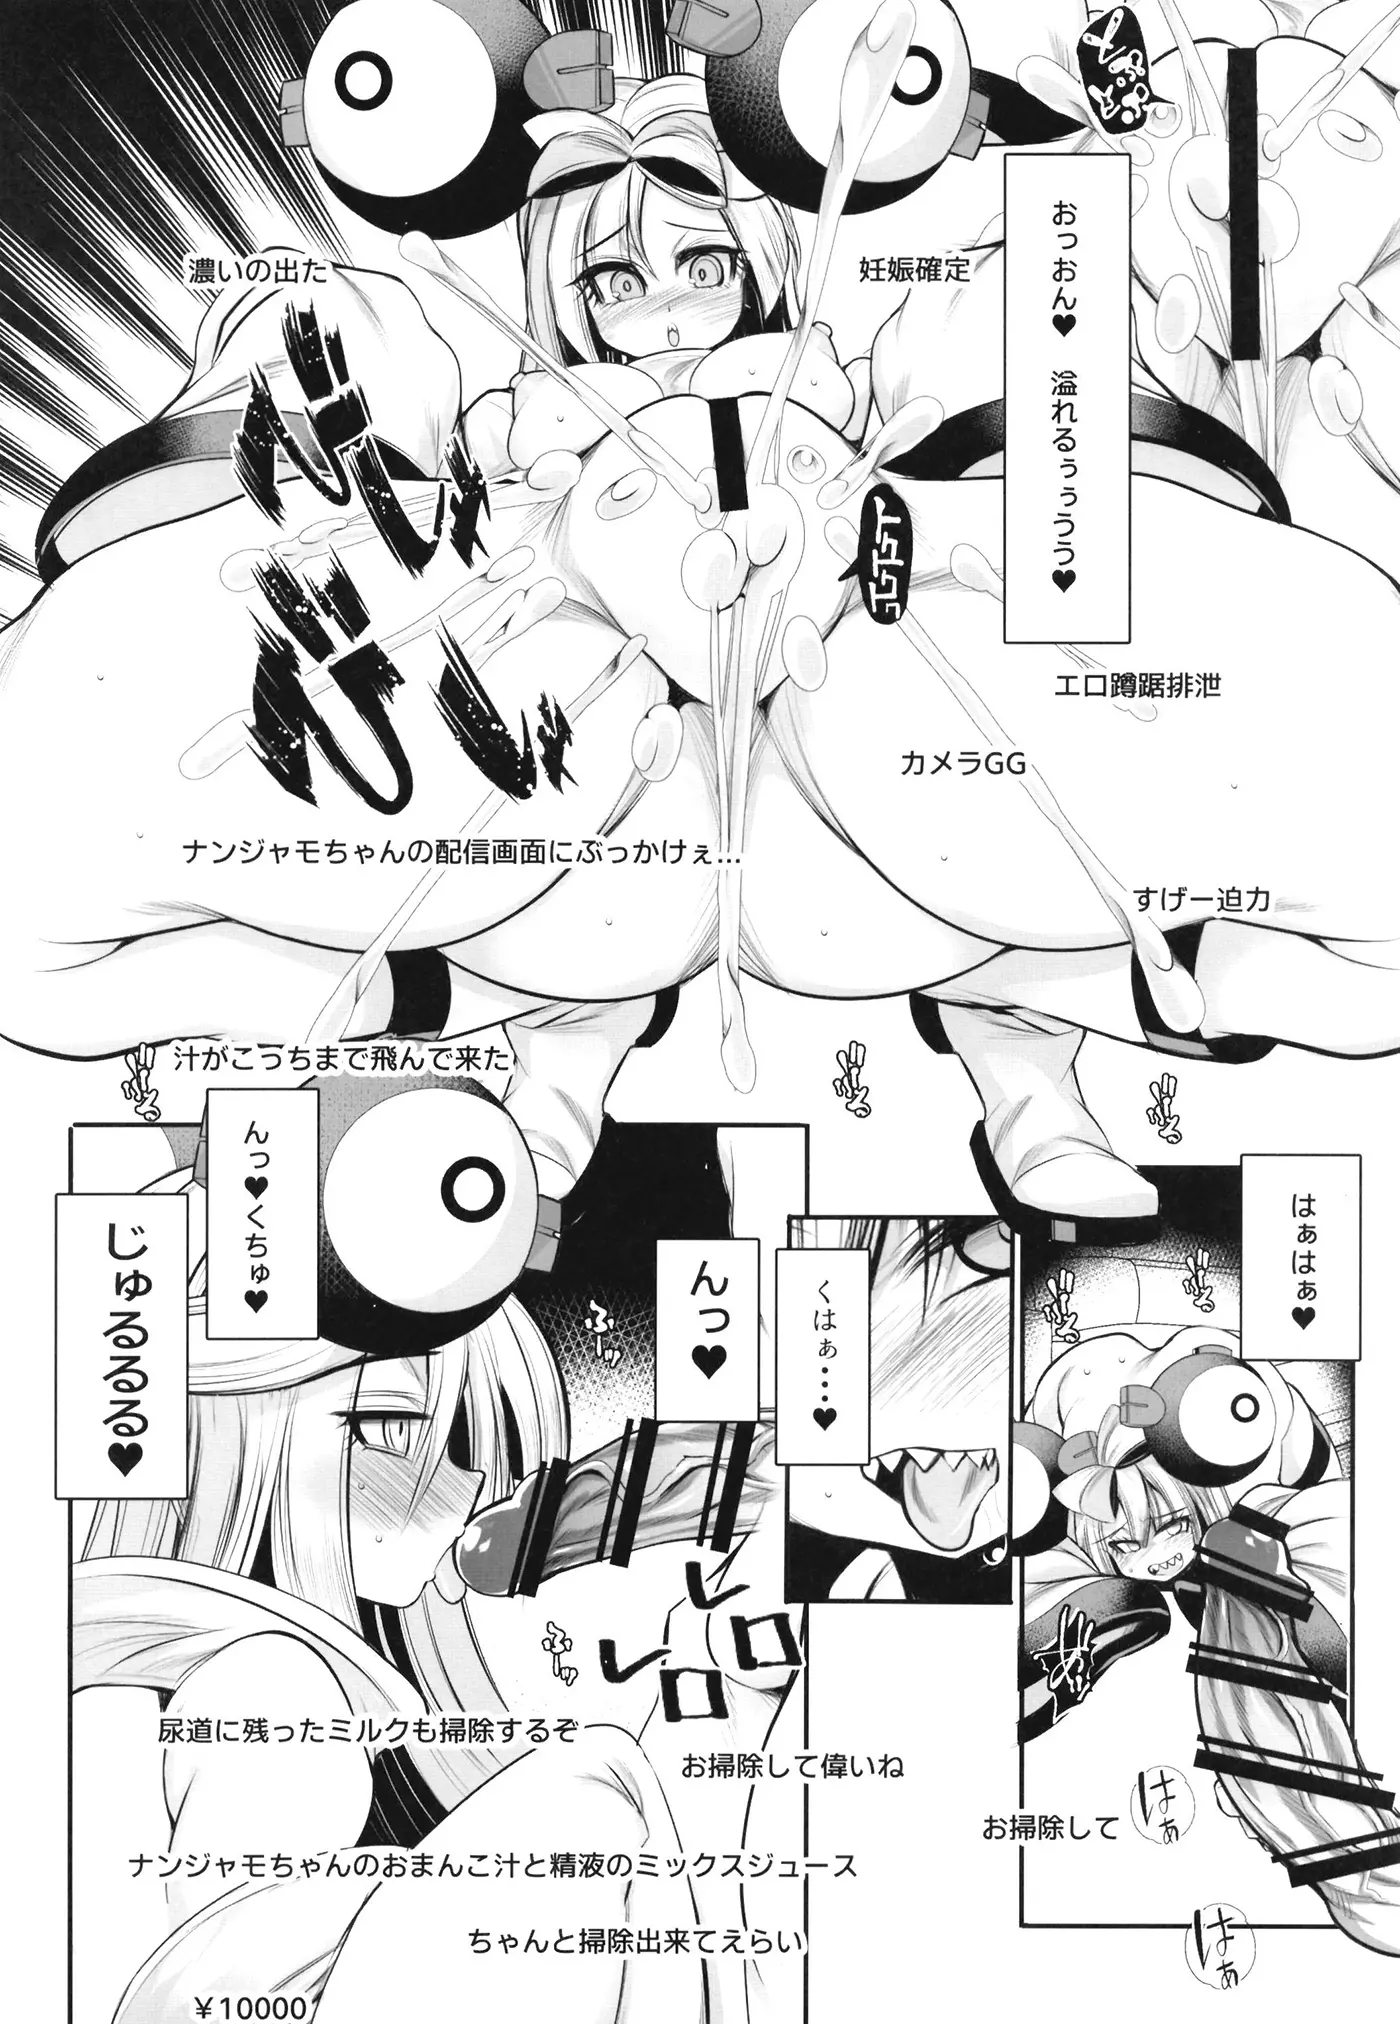 おっおん♥ 溢れるぅぅうう♥
妊娠確定
濃いの出た
エロ蹲踞排泄
カメラGG
ナンジャモちゃんの配信画面にぶっかけぇ…
すげー迫力
汁がこっちまで飛んで来た
はぁはぁ♥
くはぁ…♥
んっ♥
んっ♥くちゅ♥
じゅるるる♥
レロ
レロ
尿道に残ったミルクも掃除するぞ
お掃除して偉いね
お掃除して
はぁ
はぁ
ナンジャモちゃんのおまんこ汁と精液のミックスジュース
ちゃんと掃除出来てえらい
￥10000